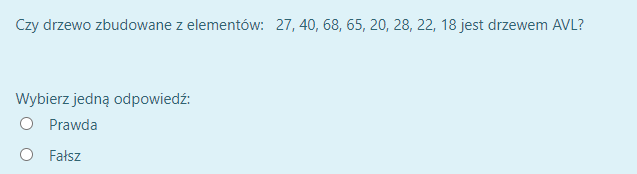 Czy drzewo zbudowane z elementów: 27, 40, 68, 65, 20, 28, 22, 18 jest drzewem AVL?
Wybierz jedną odpowiedź:
Prawda
Fałsz